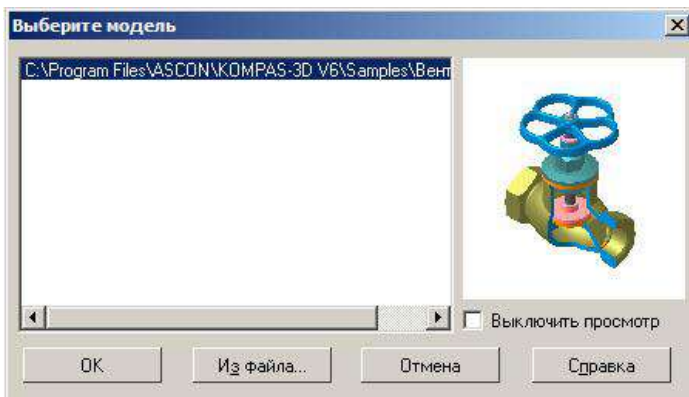 Выберите модель
C:\Program Files\ASCON\KOMPAS-3D V6\Samples\Вент
Выключить просмотр
OK
Из файла...
Отмена
Справка